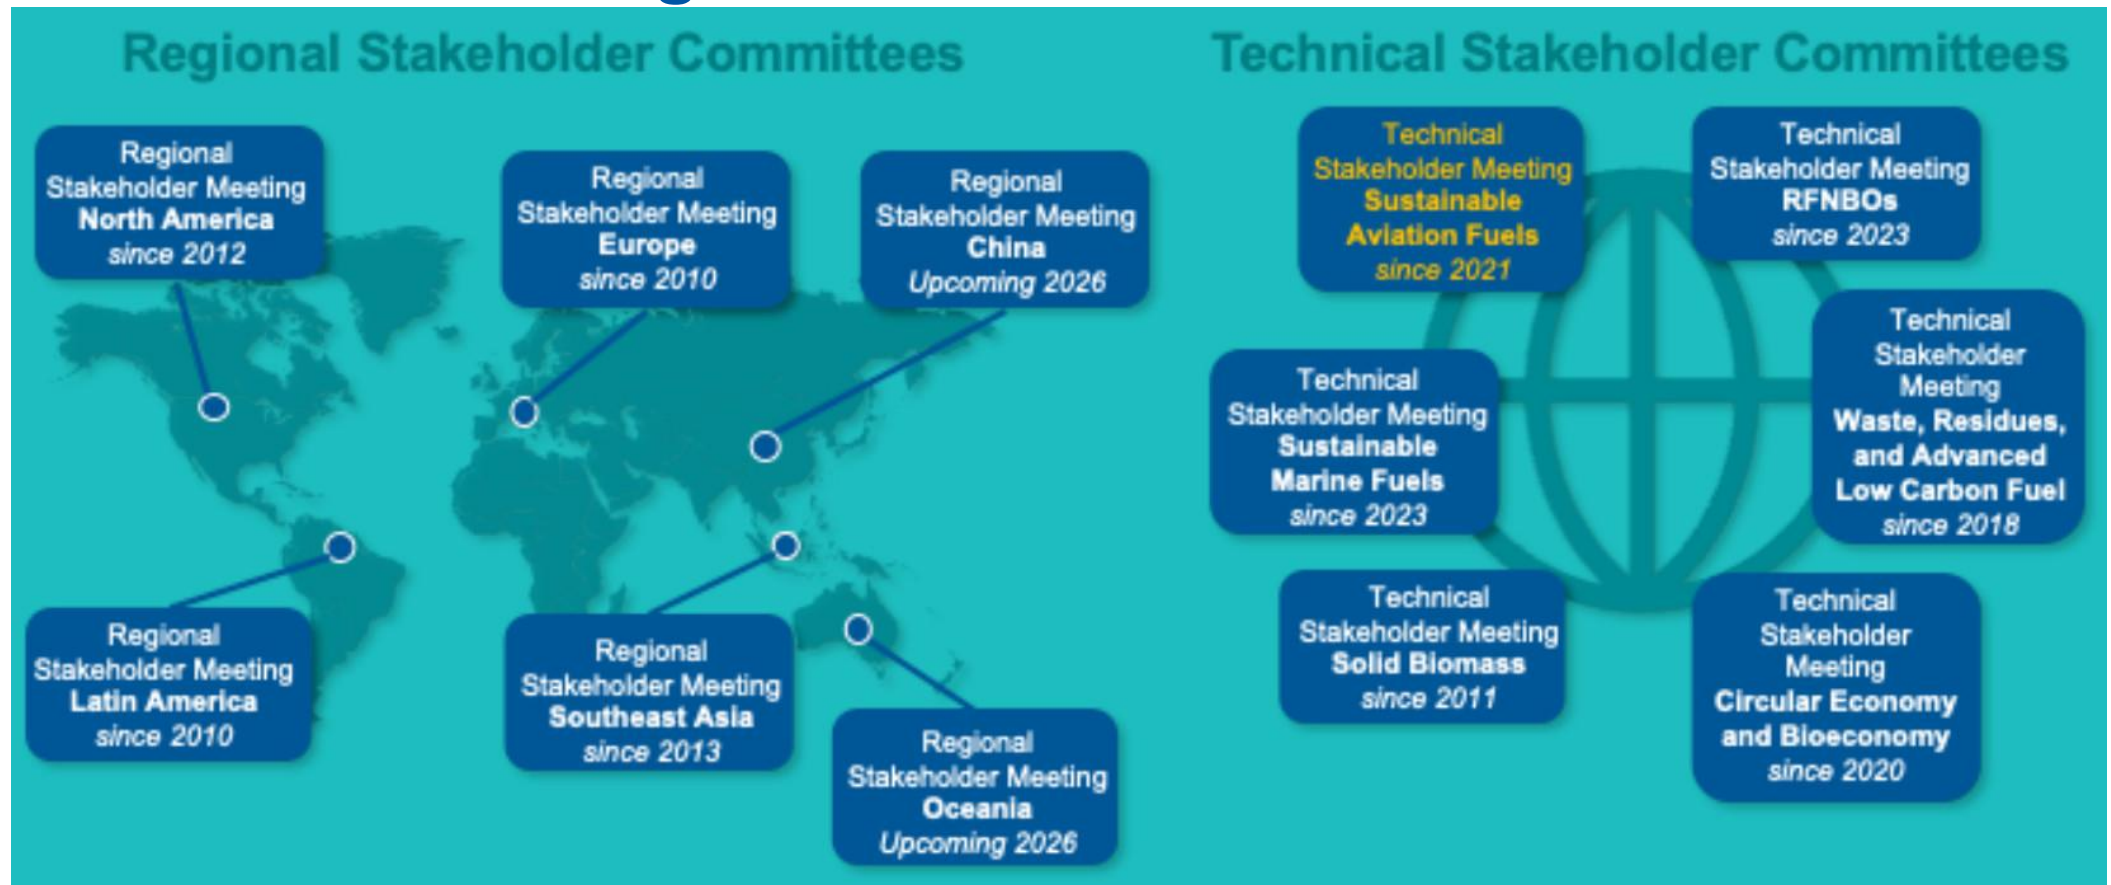 Regional Stakeholder Committees
Regional
Stakeholder Meeting
North America
since 2012
Regional
Stakeholder Meeting
Europe
since 2010
Regional
Stakeholder Meeting
China
Upcoming 2026
Regional
Stakeholder Meeting
Latin America
since 2010
Regional
Stakeholder Meeting
Southeast Asia
since 2013
Regional
Stakeholder Meeting
Oceania
Upcoming 2026
Technical Stakeholder Committees
Technical
Stakeholder Meeting
Sustainable
Aviation Fuels
since 2021
Technical
Stakeholder Meeting
RFNBOs
since 2023
Technical
Stakeholder Meeting
Sustainable
Marine Fuels
since 2023
Technical
Stakeholder
Meeting
Waste, Residues,
and Advanced
Low Carbon Fuel
since 2018
Technical
Stakeholder Meeting
Solid Biomass
since 2011
Technical
Stakeholder
Meeting
Circular Economy
and Bioeconomy
since 2020